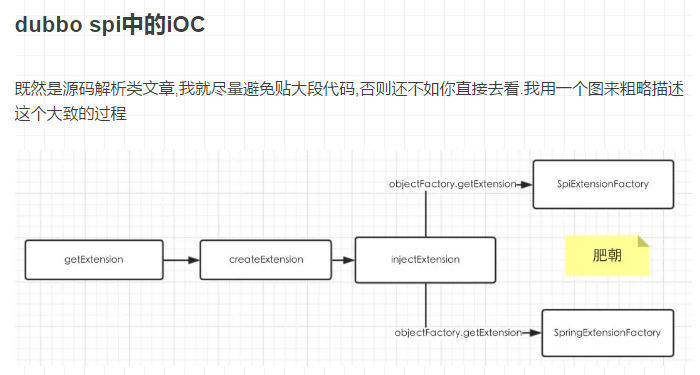 dubbo spi中的iOC
既然是源码解析类文章,我就尽量避免贴大段代码,否则还不如你直接去看.我用一个图来粗略描述
这个大致的过程
objectFactory.getExtension
SpiExtensionFactory
getExtension
createExtension
injectExtension
肥朝
objectFactory.getExtension
SpringExtensionFactory